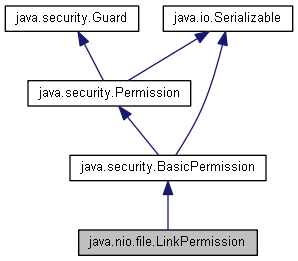 java.security.Guard
java.io.Serializable
java.security.Permission
java.security.BasicPermission
java.nio.file.LinkPermission